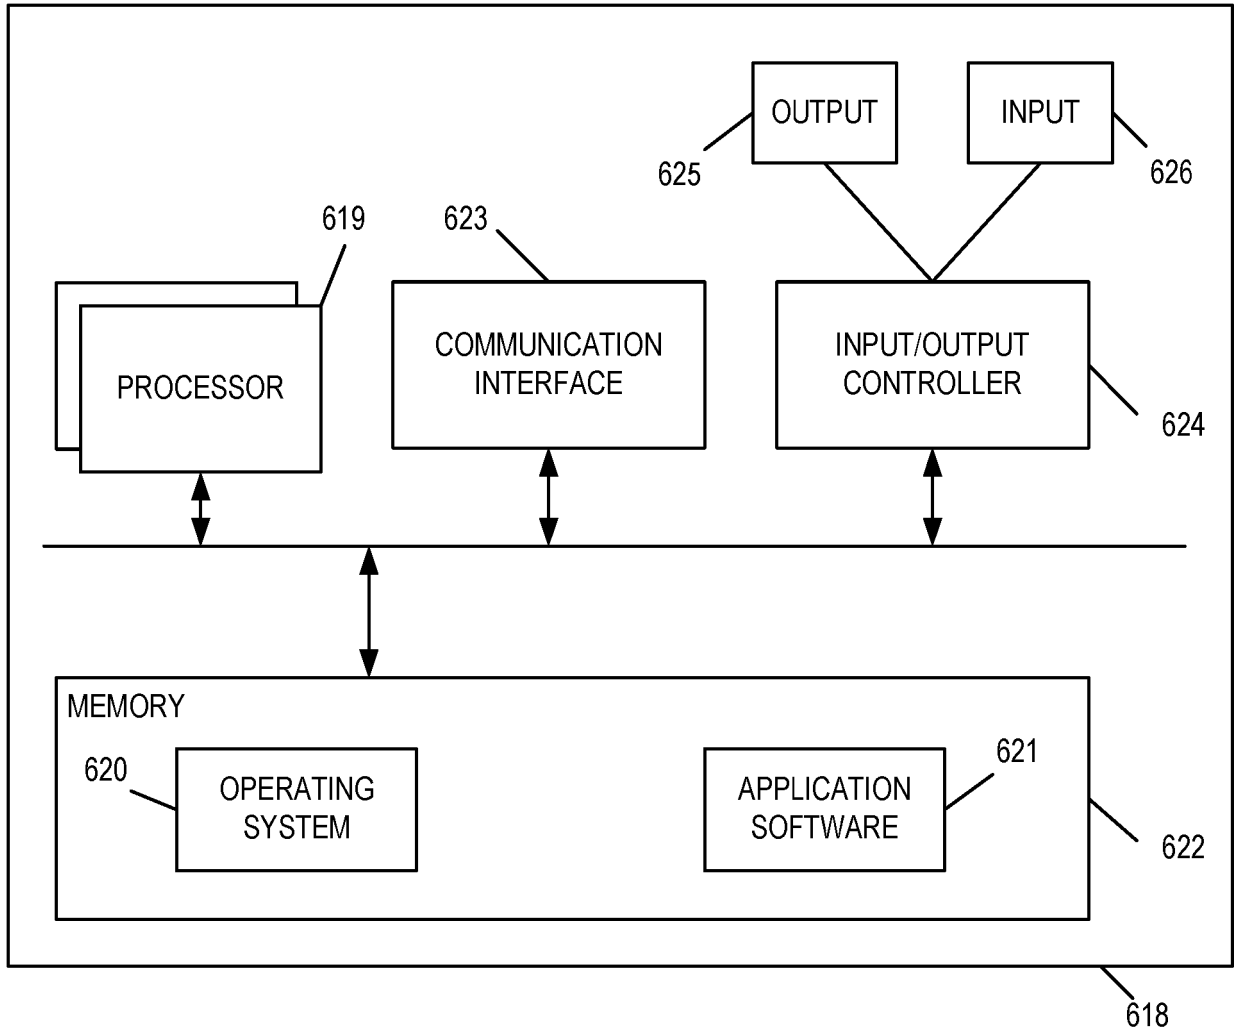 OUTPUT
INPUT
625
626
619
623
PROCESSOR
COMMUNICATION
INTERFACE
INPUT/OUTPUT
CONTROLLER
624
MEMORY
620
OPERATING
SYSTEM
APPLICATION
SOFTWARE
621
622
618